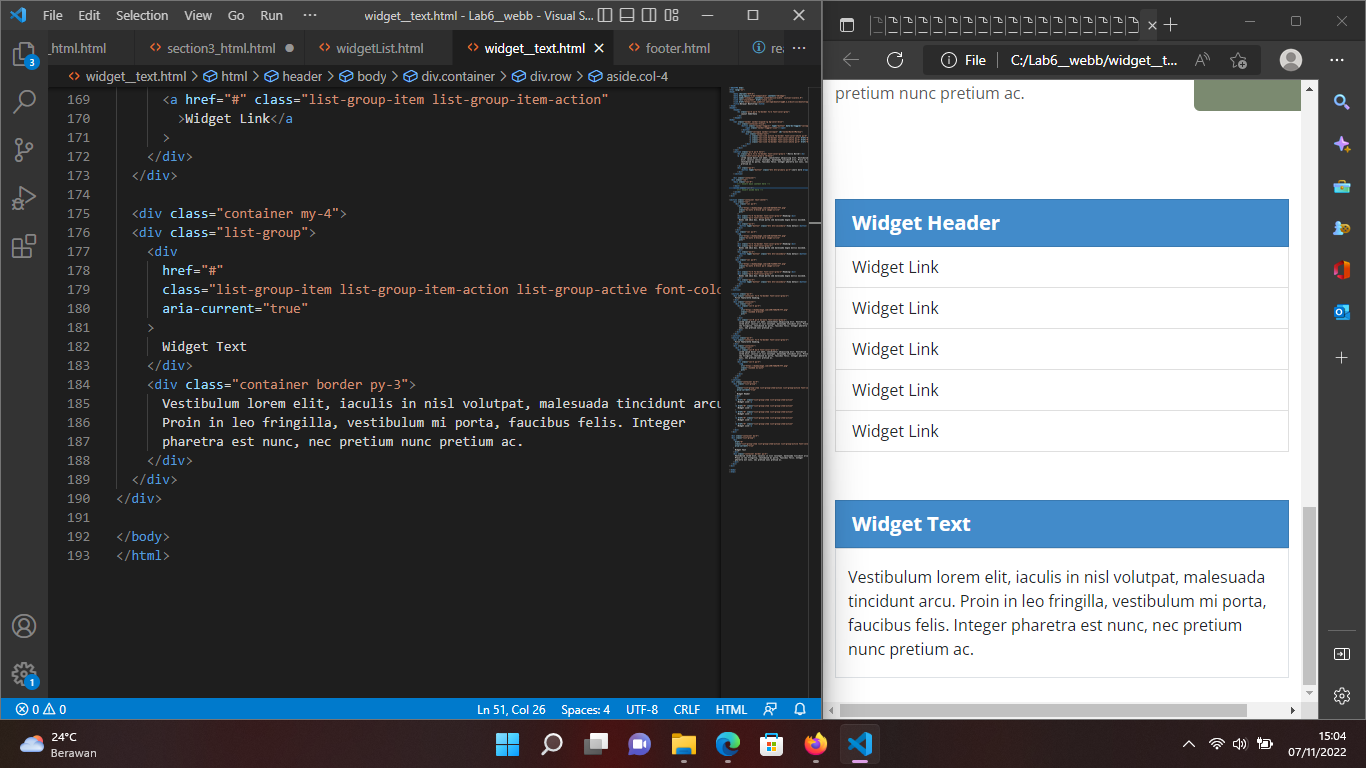 File Edit Selection View Go Run ··· widget__text.html - Lab6__webb - Visual S...
_html.html section3_html.html widgetList.html widget__text.html footer.html rea ···
widget__text.html > html > header > body > div.container > div.row > aside.col-4
169 <a href="#" class="list-group-item list-group-item-action"
170 >Widget Link</a
171 >
172 </div>
173 </div>
174
175 <div class="container my-4">
176 <div class="list-group">
177 <div
178 href="#"
179 class="list-group-item list-group-item-action list-group-active font-colo
180 aria-current="true"
181 >
182 Widget Text
183 </div>
184 <div class="container border py-3">
185 Vestibulum lorem elit, iaculis in nisl volutpat, malesuada tincidunt arcu
186 Proin in leo fringilla, vestibulum mi porta, faucibus felis. Integer
187 pharetra est nunc, nec pretium nunc pretium ac.
188 </div>
189 </div>
190 </div>
191
192 </body>
193 </html>
3
1
0 0 Ln 51, Col 26 Spaces: 4 UTF-8 CRLF HTML
File C:/Lab6__webb/widget__t...
pretium nunc pretium ac.
Widget Header
Widget Link
Widget Link
Widget Link
Widget Link
Widget Link
Widget Text
Vestibulum lorem elit, iaculis in nisl volutpat, malesuada
tincidunt arcu. Proin in leo fringilla, vestibulum mi porta,
faucibus felis. Integer pharetra est nunc, nec pretium
nunc pretium ac.
24°C
Berawan
15:04
07/11/2022